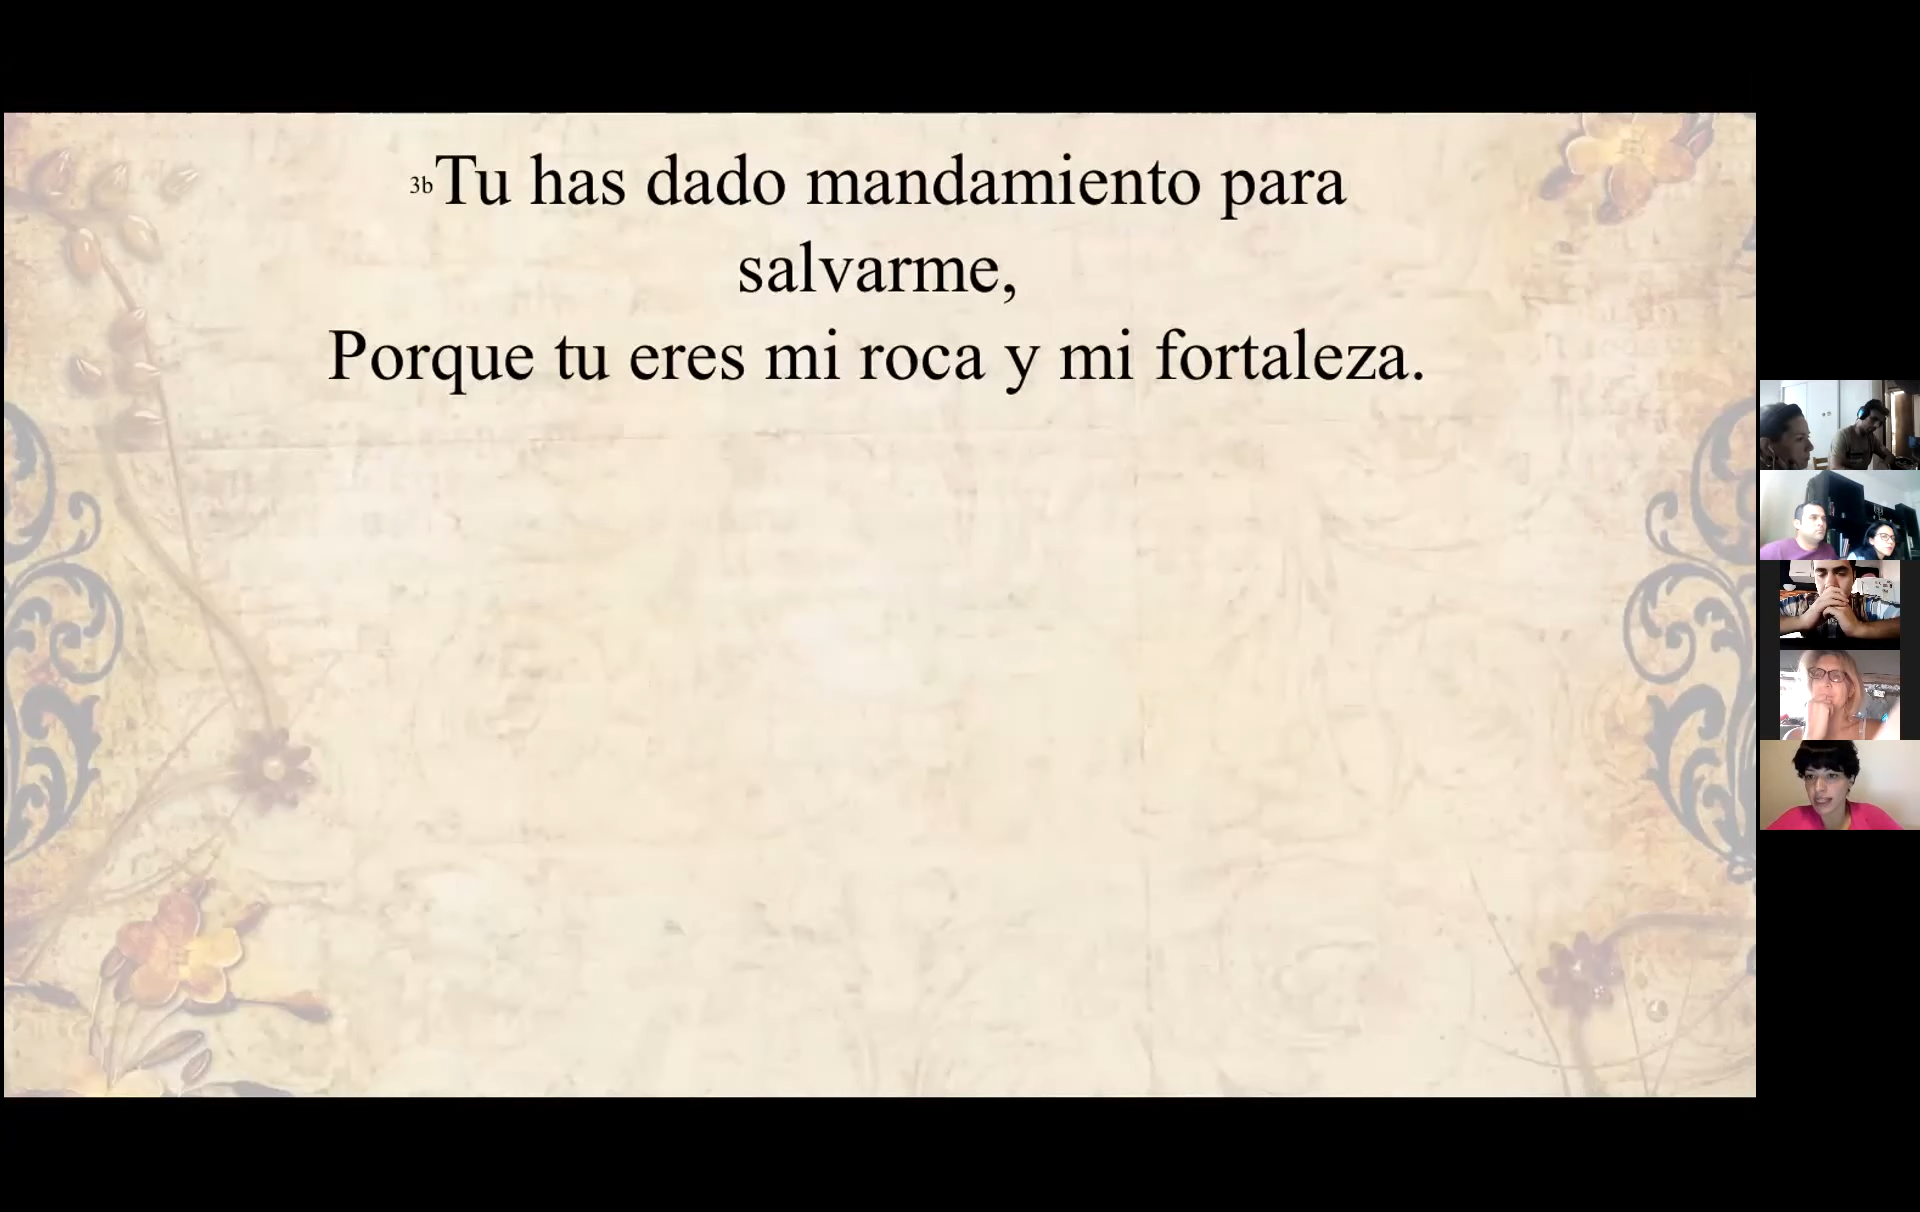 3bTu has dado mandamiento para
salvarme,
Porque tu eres mi roca y mi fortaleza.